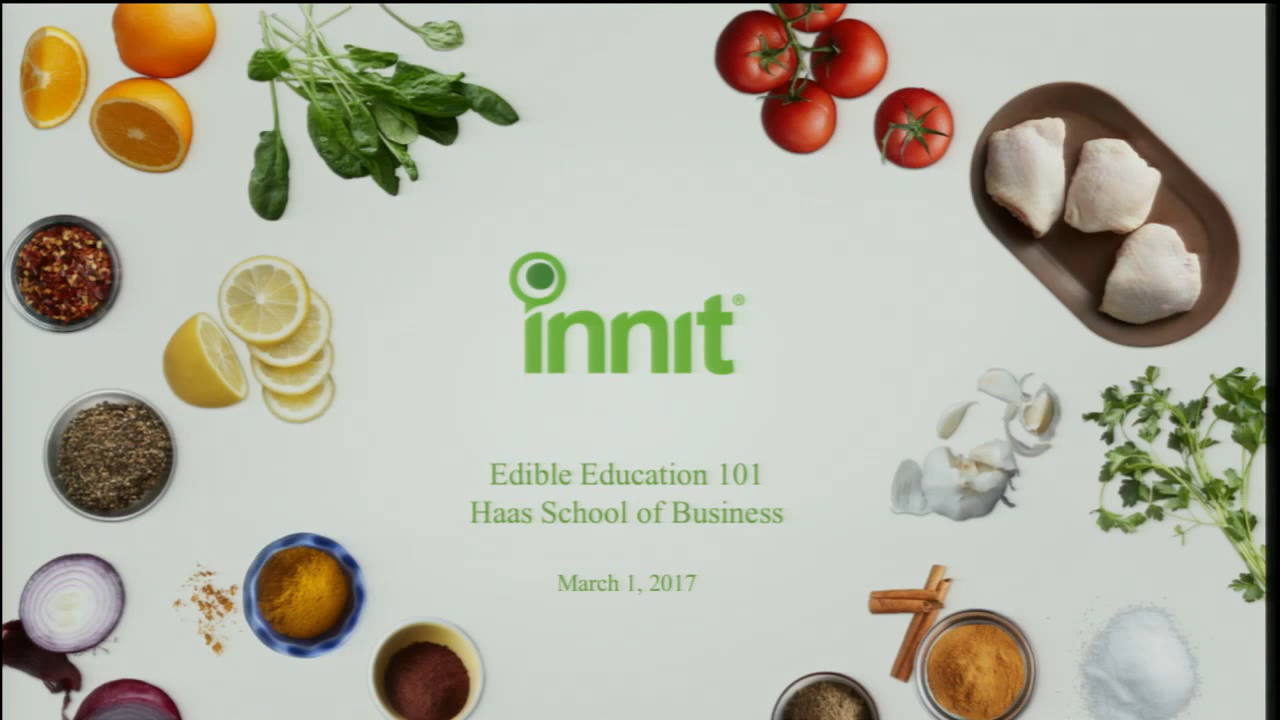 innit®
Edible Education 101
Haas School of Business
March 1, 2017